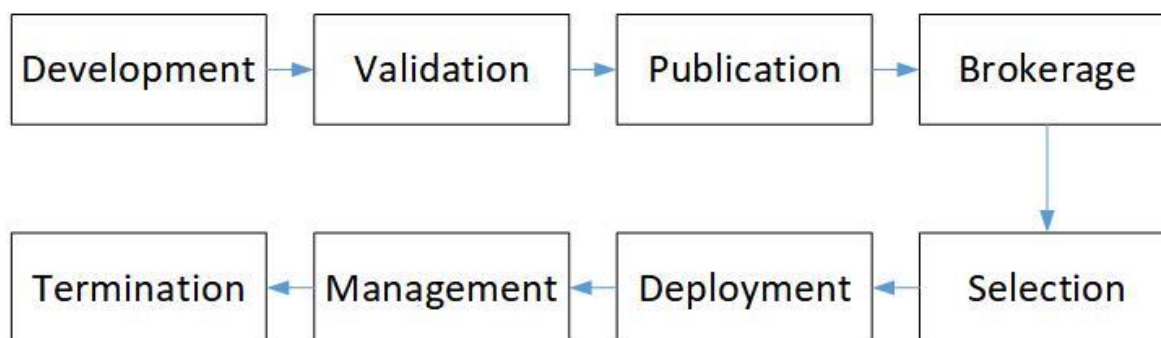 Development
Validation
Publication
Brokerage
Selection
Deployment
Management
Termination